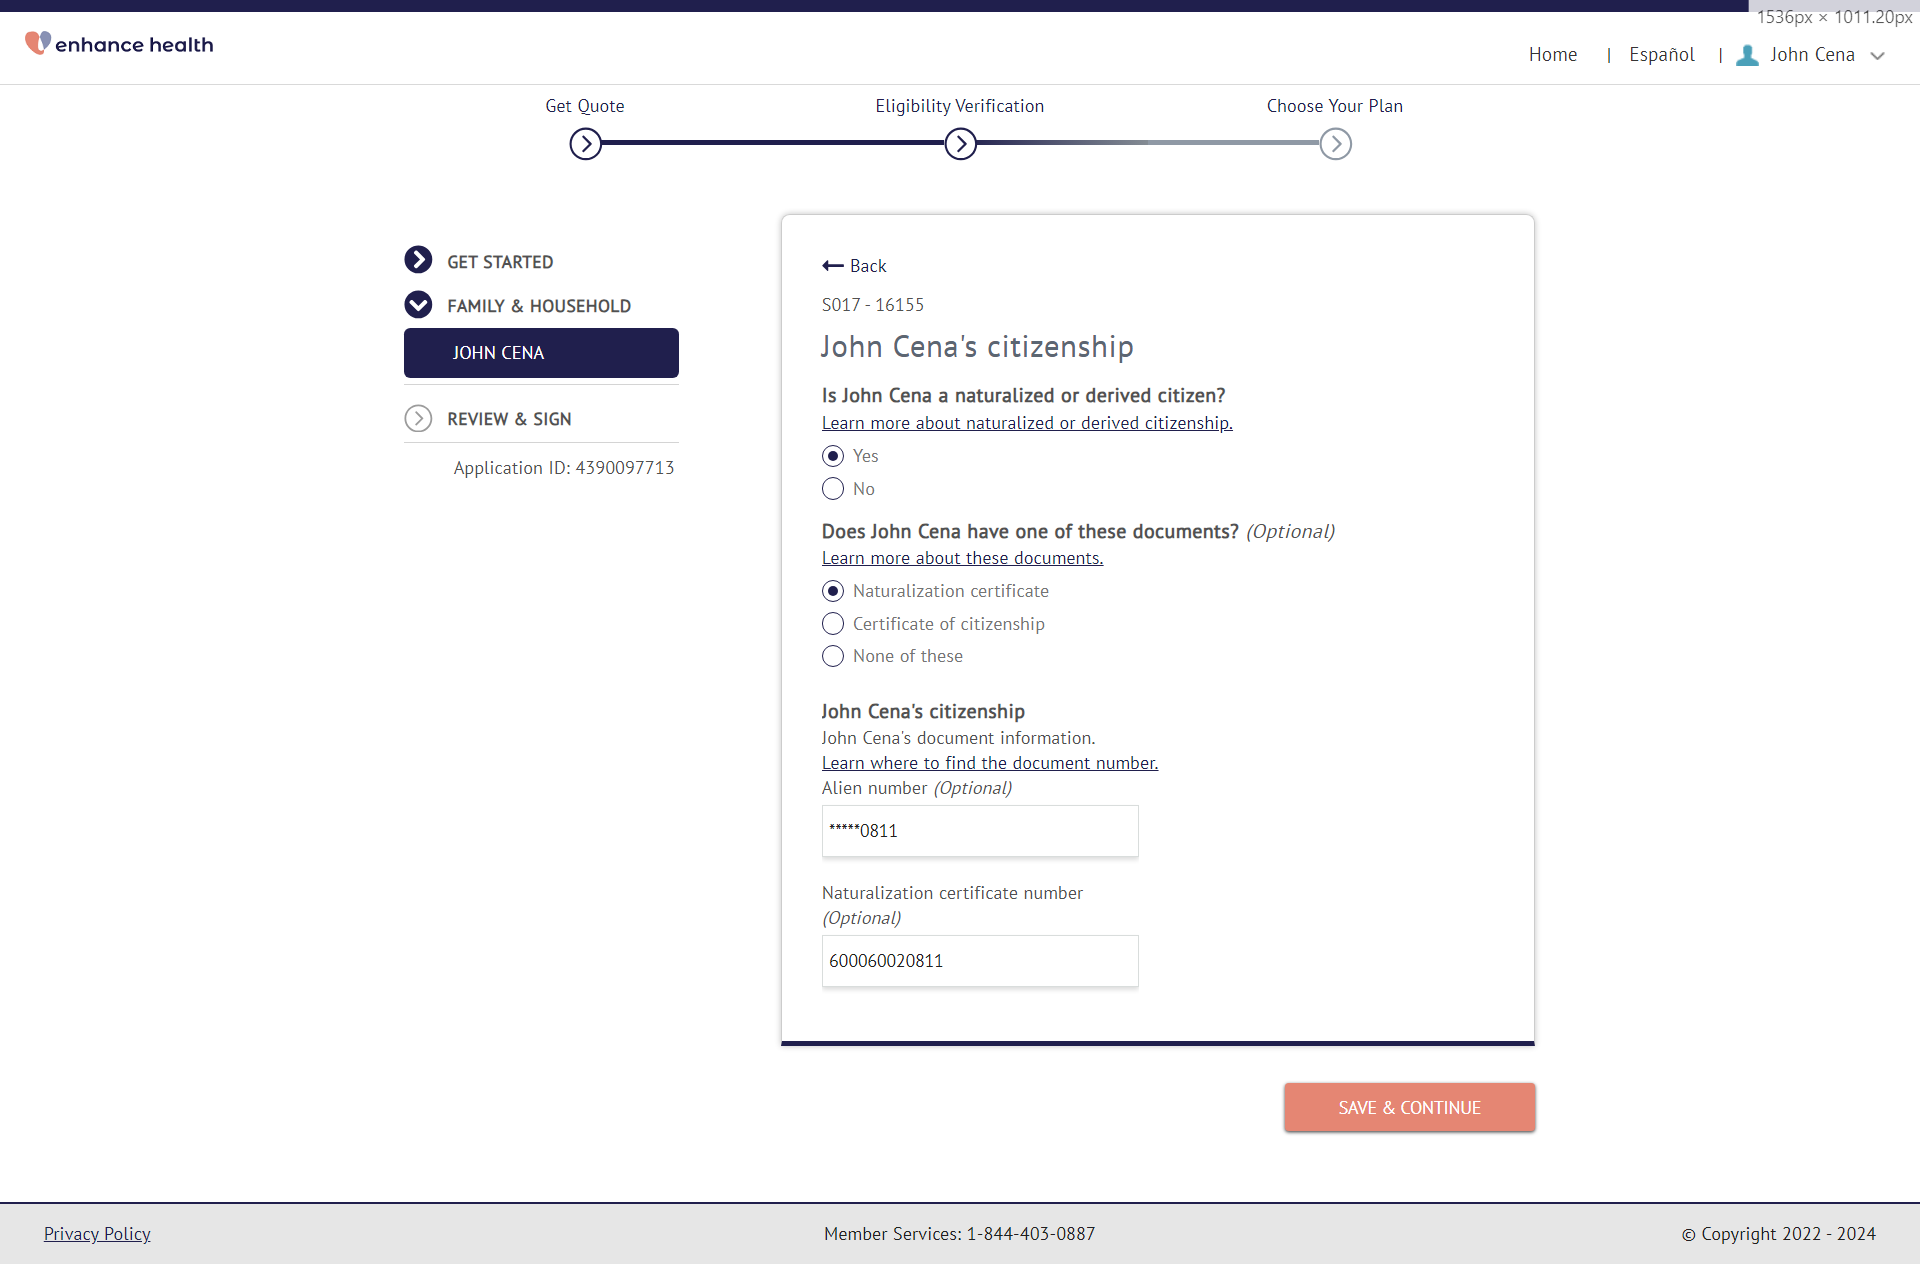 1536px × 1011.20px
enhance health
Home | Español | John Cena
Get Quote
Eligibility Verification
Choose Your Plan
GET STARTED
FAMILY & HOUSEHOLD
JOHN CENA
REVIEW & SIGN
Application ID: 4390097713
Back
S017 - 16155
John Cena's citizenship
Is John Cena a naturalized or derived citizen?
Learn more about naturalized or derived citizenship.
Yes
No
Does John Cena have one of these documents? (Optional)
Learn more about these documents.
Naturalization certificate
Certificate of citizenship
None of these
John Cena's citizenship
John Cena's document information.
Learn where to find the document number.
Alien number (Optional)
*****0811
Naturalization certificate number
(Optional)
600060020811
SAVE & CONTINUE
Privacy Policy
Member Services: 1-844-403-0887
© Copyright 2022 - 2024